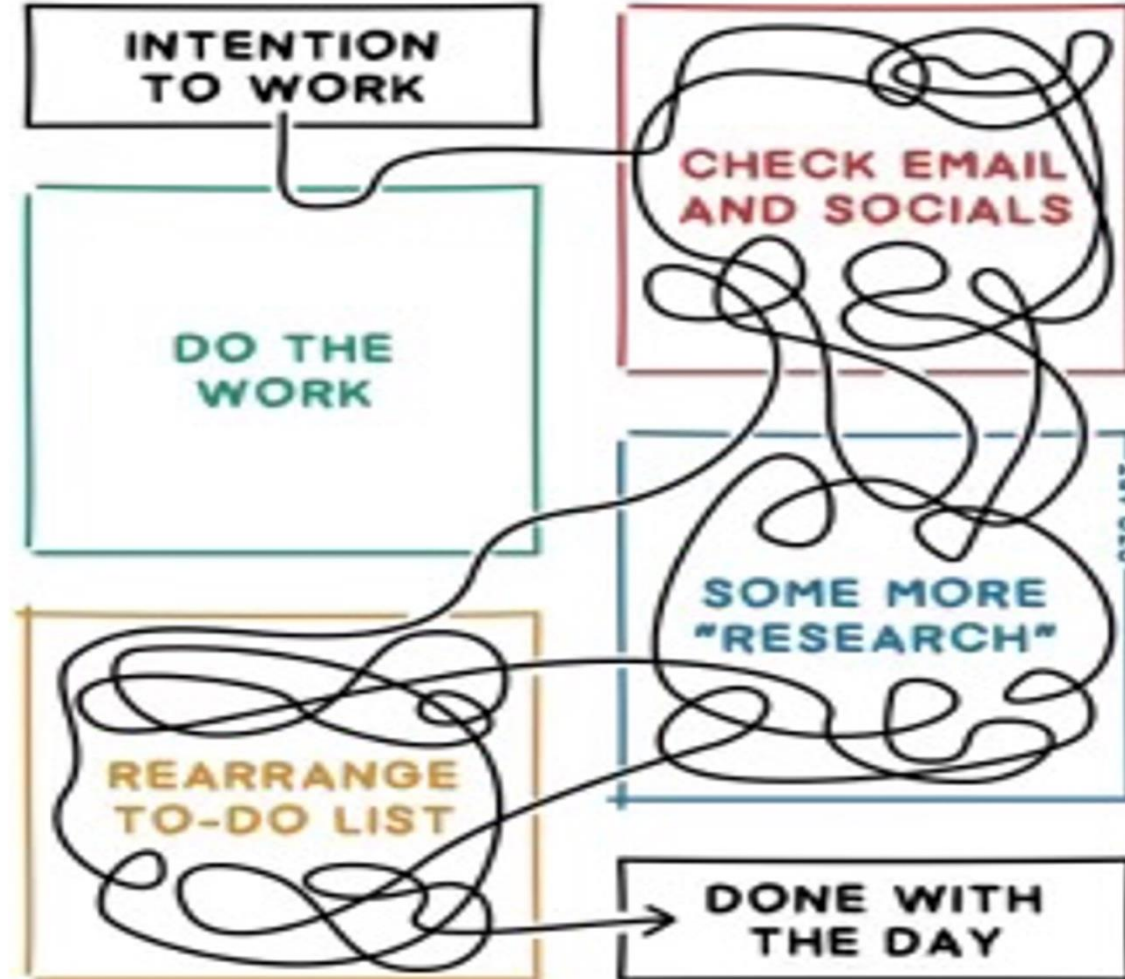 INTENTION
TO WORK
CHECK EMAIL
AND SOCIALS
DO THE
WORK
SOME MORE
"RESEARCH"
REARRANGE
TO-DO LIST
DONE WITH
THE DAY